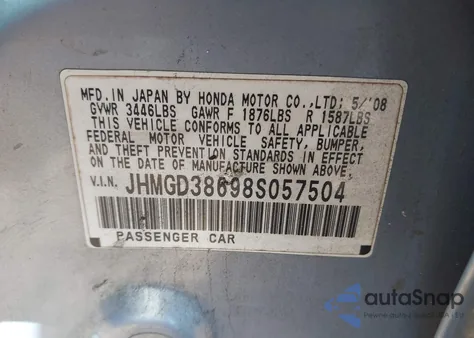 MFD. IN JAPAN BY HONDA MOTOR CO., LTD; 5/'08
GVWR 3446LBS GAWR F 1876LBS R 1587LBS
THIS VEHICLE CONFORMS TO ALL APPLICABLE
FEDERAL MOTOR VEHICLE SAFETY, BUMPER,
AND THEFT PREVENTION STANDARDS IN EFFECT
ON THE DATE OF MANUFACTURE SHOWN ABOVE.
V.I.N. JHMGD38698S057504
PASSENGER CAR
autoSnap